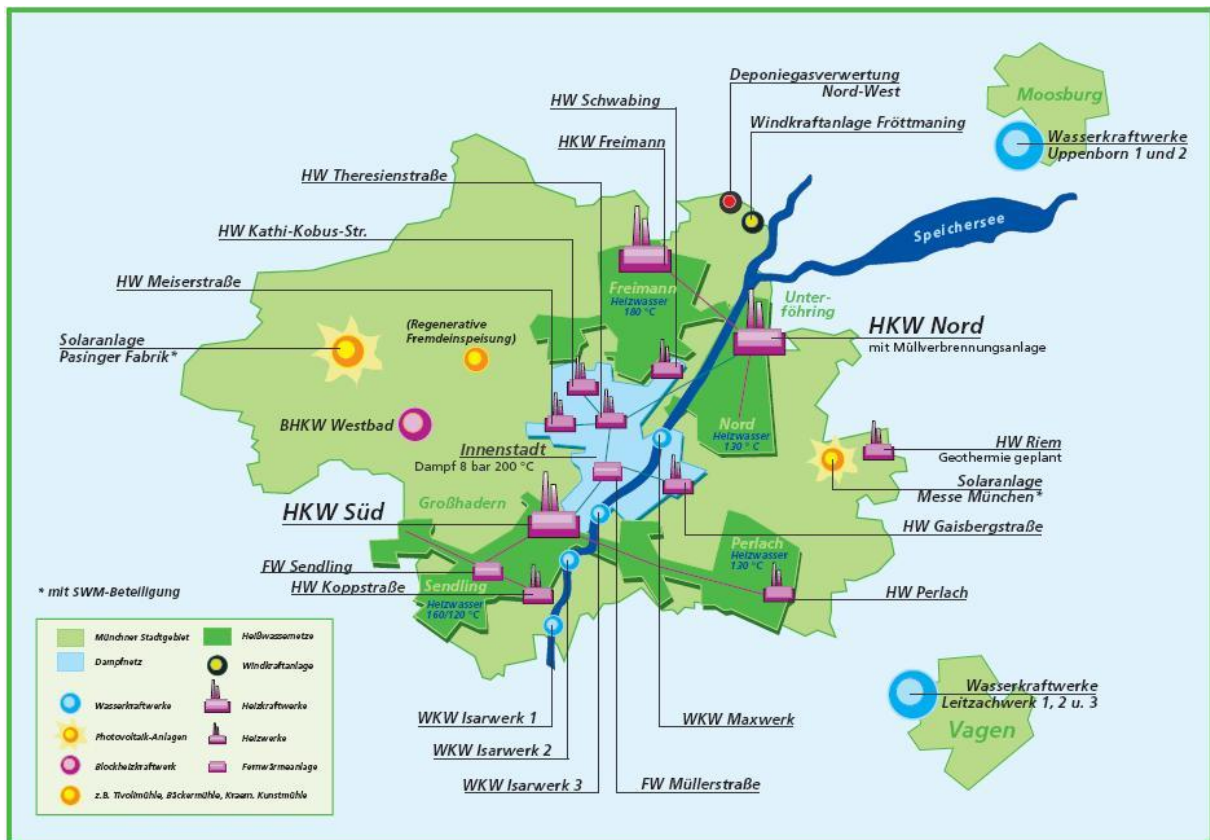 Deponiegasverwertung
Nord-West
HW Schwabing
Windkraftanlage Fröttmaning
HKW Freimann
HW Theresienstraße
HW Kathi-Kobus-Str.
HW Meiserstraße
Moosburg
Wasserkraftwerke
Uppenborn 1 und 2
Speichersee
Freimann
Heizwasser
180 °C
Unter-
föhring
HKW Nord
mit Müllverbrennungsanlage
Solaranlage
Pasinger Fabrik*
(Regenerative
Fremdeinspeisung)
BHKW Westbad
Innenstadt
Dampf 8 bar 200 °C
Nord
Heizwasser
130 °C
HW Riem
Geothermie geplant
Solaranlage
Messe München*
HW Gaisbergstraße
Großhadern
HKW Süd
FW Sendling
HW Koppstraße
Sendling
Heizwasser
160/120 °C
Perlach
Heizwasser
130 °C
HW Perlach
* mit SWM-Beteiligung
Münchner Stadtgebiet
Heißwassernetze
Dampfnetz
Windkraftanlage
Wasserkraftwerke
Heizkraftwerke
Photovoltaik-Anlagen
Heizwerke
Blockheizkraftwerk
Fernwärmeanlage
z.B. Tivolimühle, Bäckermühle, Kraem. Kunstmühle
WKW Isarwerk 1
WKW Isarwerk 2
WKW Isarwerk 3
WKW Maxwerk
FW Müllerstraße
Wasserkraftwerke
Leitzachwerk 1, 2 u. 3
Vagen